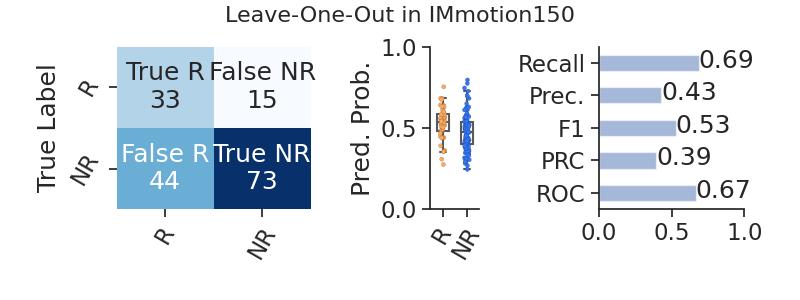 Leave-One-Out in IMmotion150
True Label
R
NR
True R
33
False NR
15
False R
44
True NR
73
R
NR
Pred. Prob.
1.0
0.5
0.0
R
NR
Recall
0.69
Prec.
0.43
F1
0.53
PRC
0.39
ROC
0.67
0.0
0.5
1.0